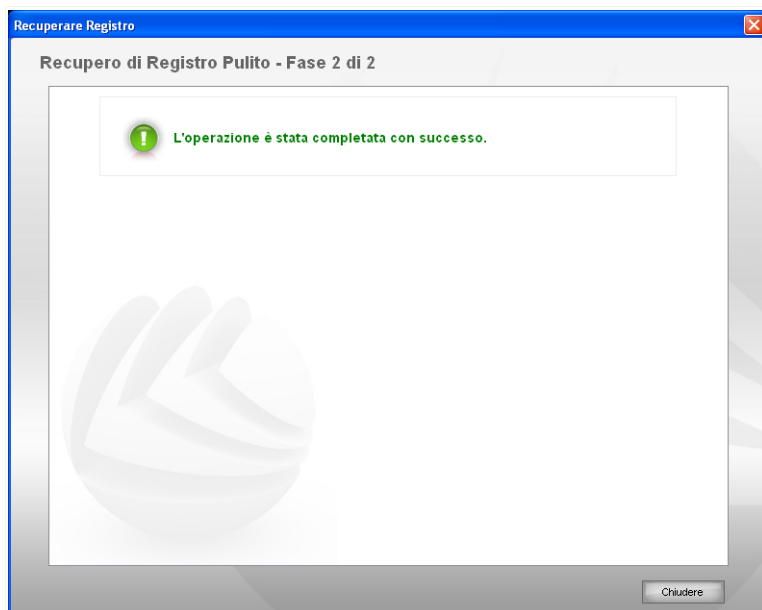 Recuperare Registro
Recupero di Registro Pulito - Fase 2 di 2
L'operazione è stata completata con successo.
Chiudere